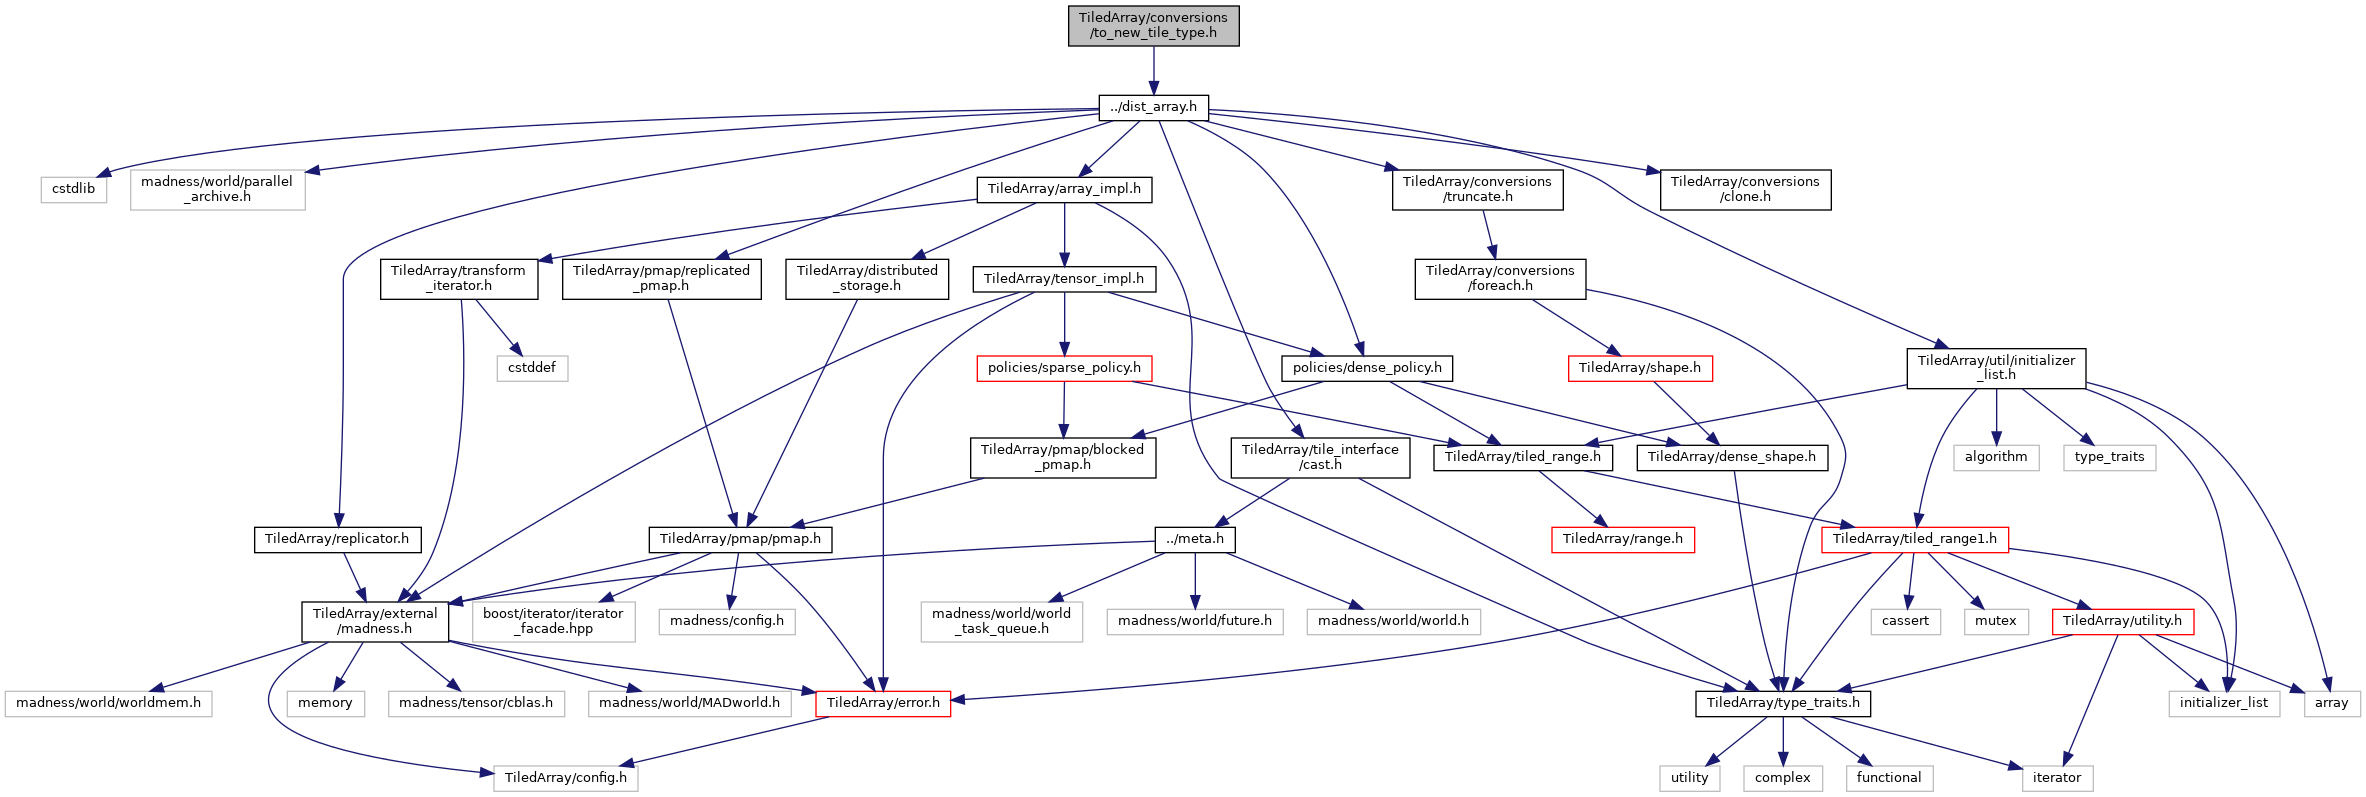 TiledArray/conversions
/to_new_tile_type.h
../dist_array.h
cstdlib
madness/world/parallel
_archive.h
TiledArray/array_impl.h
TiledArray/conversions
/truncate.h
TiledArray/conversions
/clone.h
TiledArray/transform
_iterator.h
TiledArray/pmap/replicated
_pmap.h
TiledArray/distributed
_storage.h
TiledArray/tensor_impl.h
TiledArray/conversions
/foreach.h
cstddef
policies/sparse_policy.h
policies/dense_policy.h
TiledArray/shape.h
TiledArray/util/initializer
_list.h
TiledArray/pmap/blocked
_pmap.h
TiledArray/tile_interface
/cast.h
TiledArray/tiled_range.h
TiledArray/dense_shape.h
algorithm
type_traits
TiledArray/replicator.h
TiledArray/pmap/pmap.h
../meta.h
TiledArray/range.h
TiledArray/tiled_range1.h
TiledArray/external
/madness.h
boost/iterator/iterator
_facade.hpp
madness/config.h
madness/world/world
_task_queue.h
madness/world/future.h
madness/world/world.h
cassert
mutex
TiledArray/utility.h
madness/world/worldmem.h
memory
madness/tensor/cblas.h
madness/world/MADworld.h
TiledArray/error.h
TiledArray/type_traits.h
initializer_list
array
TiledArray/config.h
utility
complex
functional
iterator